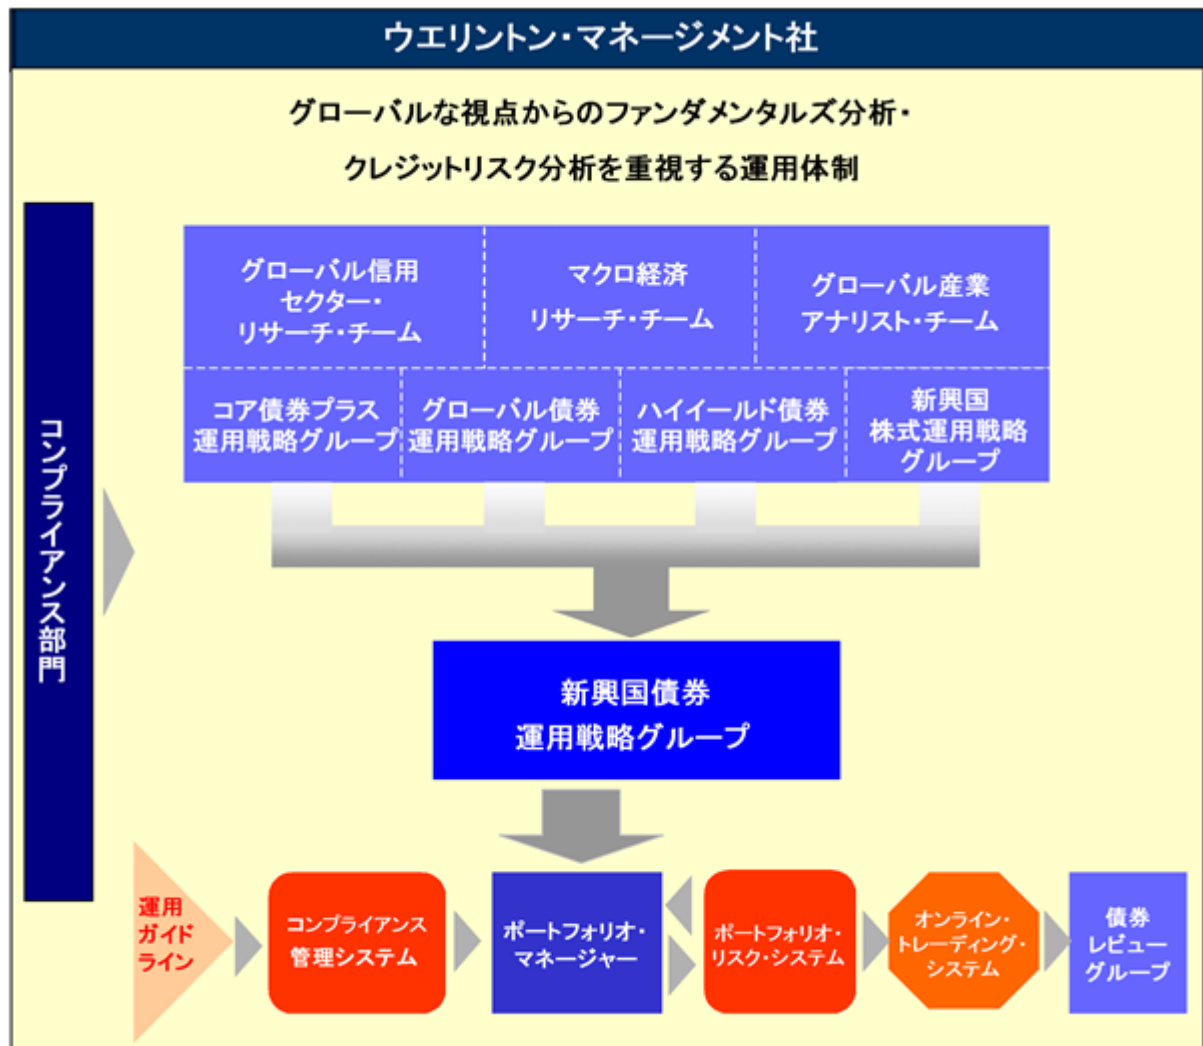 ウエリントン・マネージメント社
グローバルな視点からのファンダメンタルズ分析・
クレジットリスク分析を重視する運用体制
コンプライアンス部門
グローバル信用
セクター・
リサーチ・チーム
マクロ経済
リサーチ・チーム
グローバル産業
アナリスト・チーム
コア債券プラス
運用戦略グループ
グローバル債券
運用戦略グループ
ハイイールド債券
運用戦略グループ
新興国
株式運用戦略
グループ
新興国債券
運用戦略グループ
運用
ガイド
ライン
コンプライアンス
管理システム
ポートフォリオ・
マネージャー
ポートフォリオ・
リスク・システム
オンライン・
トレーディング・
システム
債券
レビュー
グループ